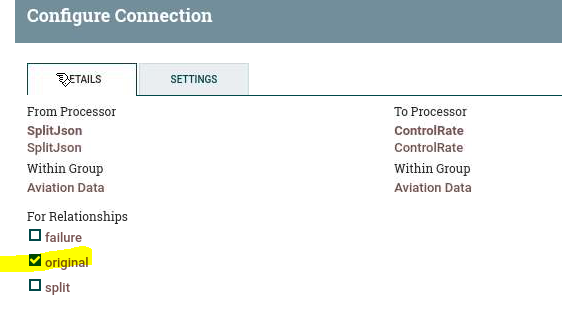 Configure Connection
DETAILS SETTINGS
From Processor To Processor
SplitJson ControlRate
SplitJson ControlRate
Within Group Within Group
Aviation Data Aviation Data
For Relationships
failure
original
split